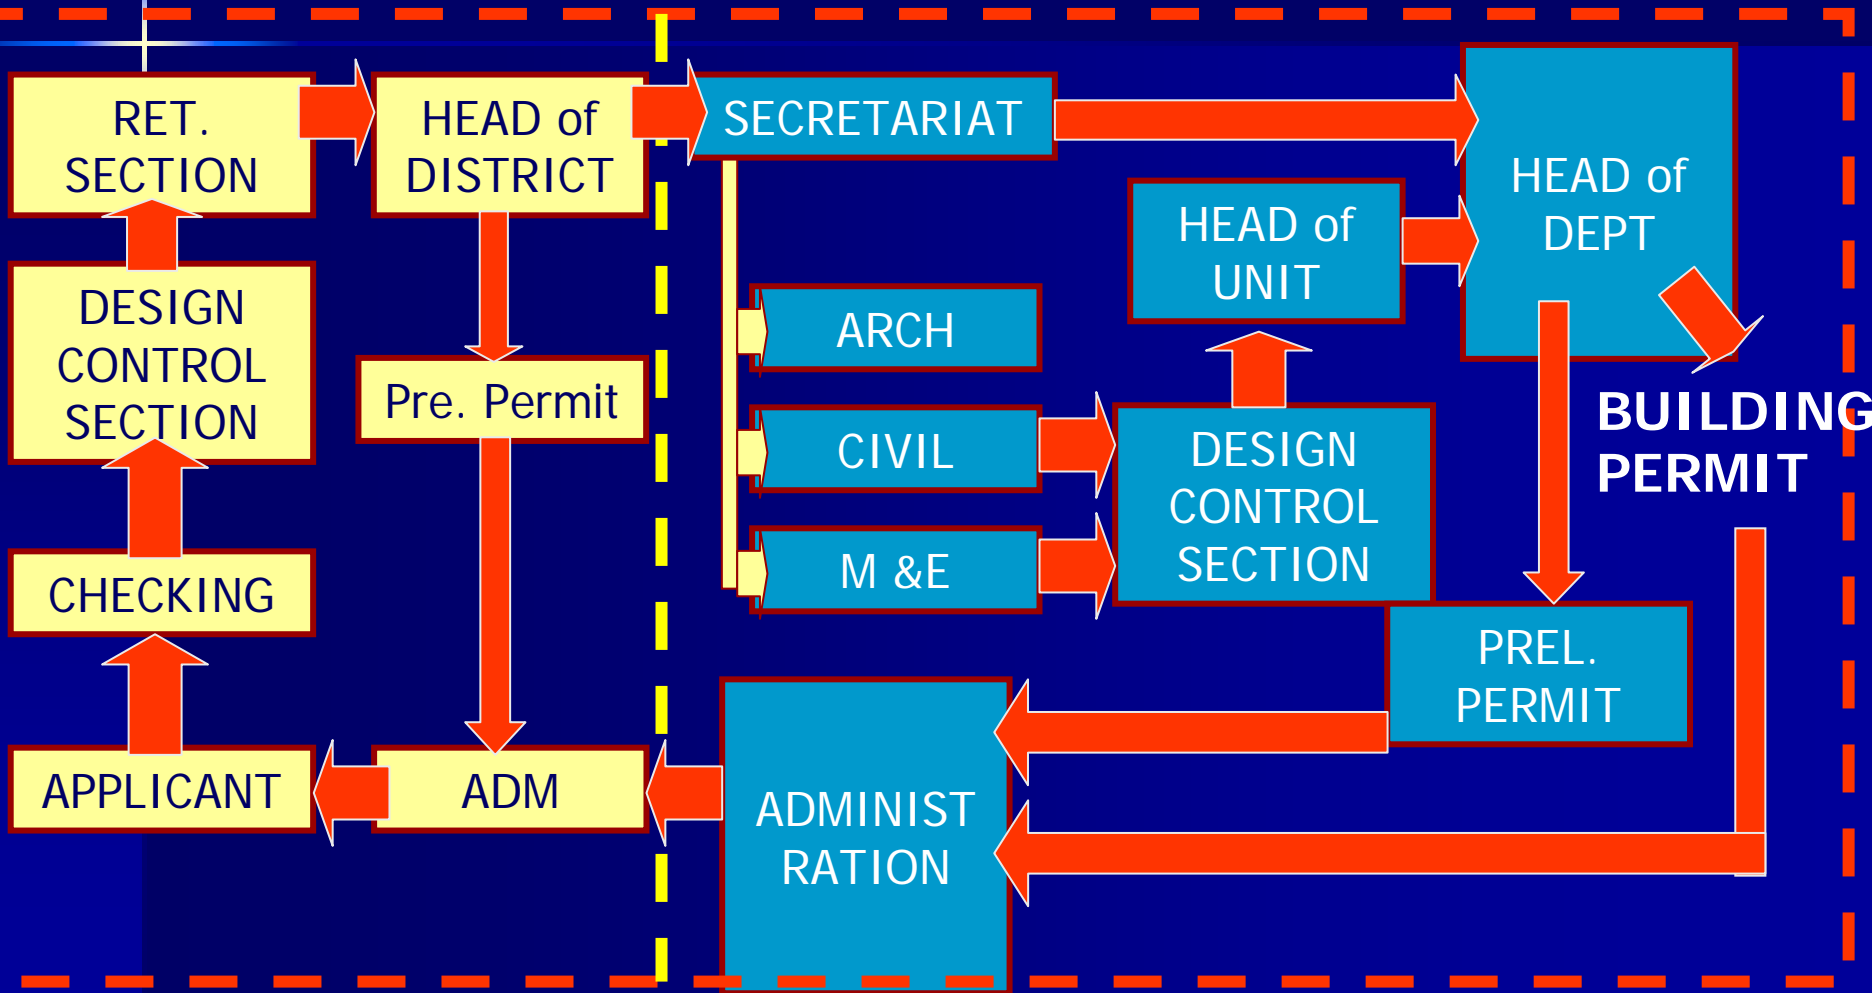 RET.
SECTION
HEAD of
DISTRICT
SECRETARIAT
HEAD of
DEPT
HEAD of
UNIT
DESIGN
CONTROL
SECTION
ARCH
Pre. Permit
BUILDING
PERMIT
CIVIL
DESIGN
CONTROL
SECTION
CHECKING
M &E
PREL.
PERMIT
APPLICANT
ADM
ADMINIST
RATION